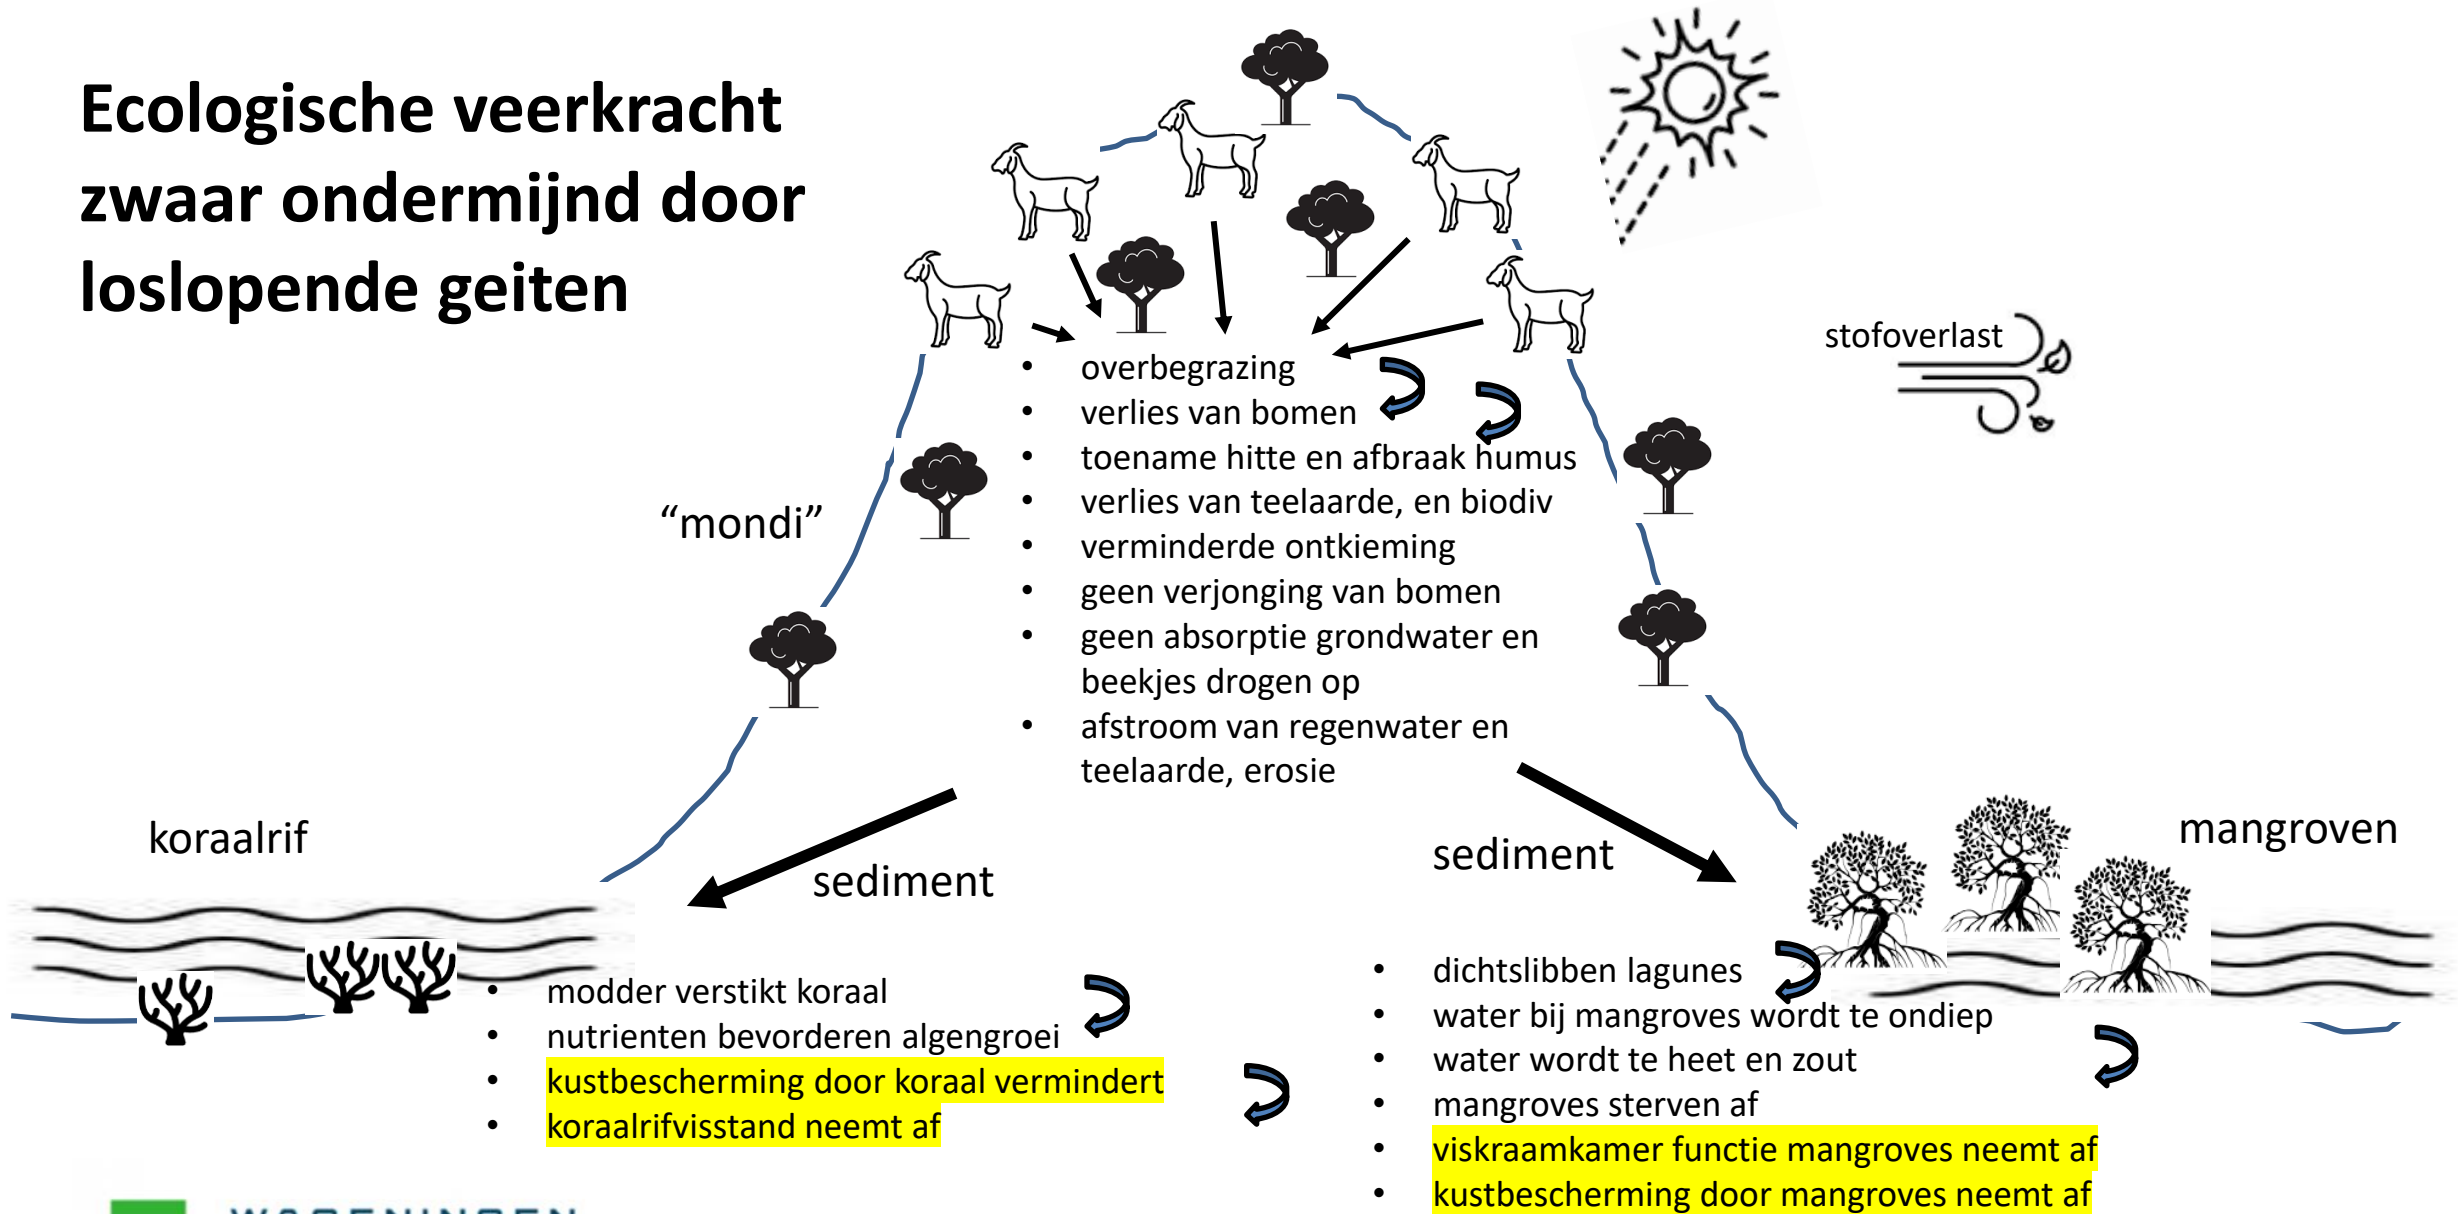 Ecologische veerkracht
zwaar ondermijnd door
loslopende geiten
stofoverlast
• overbegrazing
• verlies van bomen
• toename hitte en afbraak humus
• verlies van teelaarde, en biodiv
• verminderde ontkieming
• geen verjonging van bomen
• geen absorptie grondwater en
beekjes drogen op
• afstroom van regenwater en
teelaarde, erosie
“mondi”
koraalrif
sediment
• modder verstikt koraal
• nutrienten bevorderen algengroei
• kustbescherming door koraal vermindert
• koraalrifvisstand neemt af
sediment
mangroven
• dichtslibben lagunes
• water bij mangroves wordt te ondiep
• water wordt te heet en zout
• mangroves sterven af
• viskraamkamer functie mangroves neemt af
• kustbescherming door mangroves neemt af
WAGENINGEN